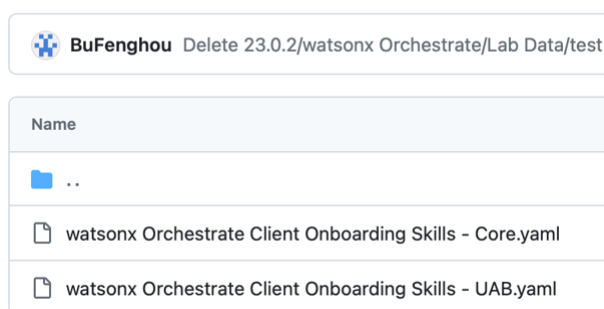 BuFenghou Delete 23.0.2/watsonx Orchestrate/Lab Data/test
Name
..
watsonx Orchestrate Client Onboarding Skills - Core.yaml
watsonx Orchestrate Client Onboarding Skills - UAB.yaml